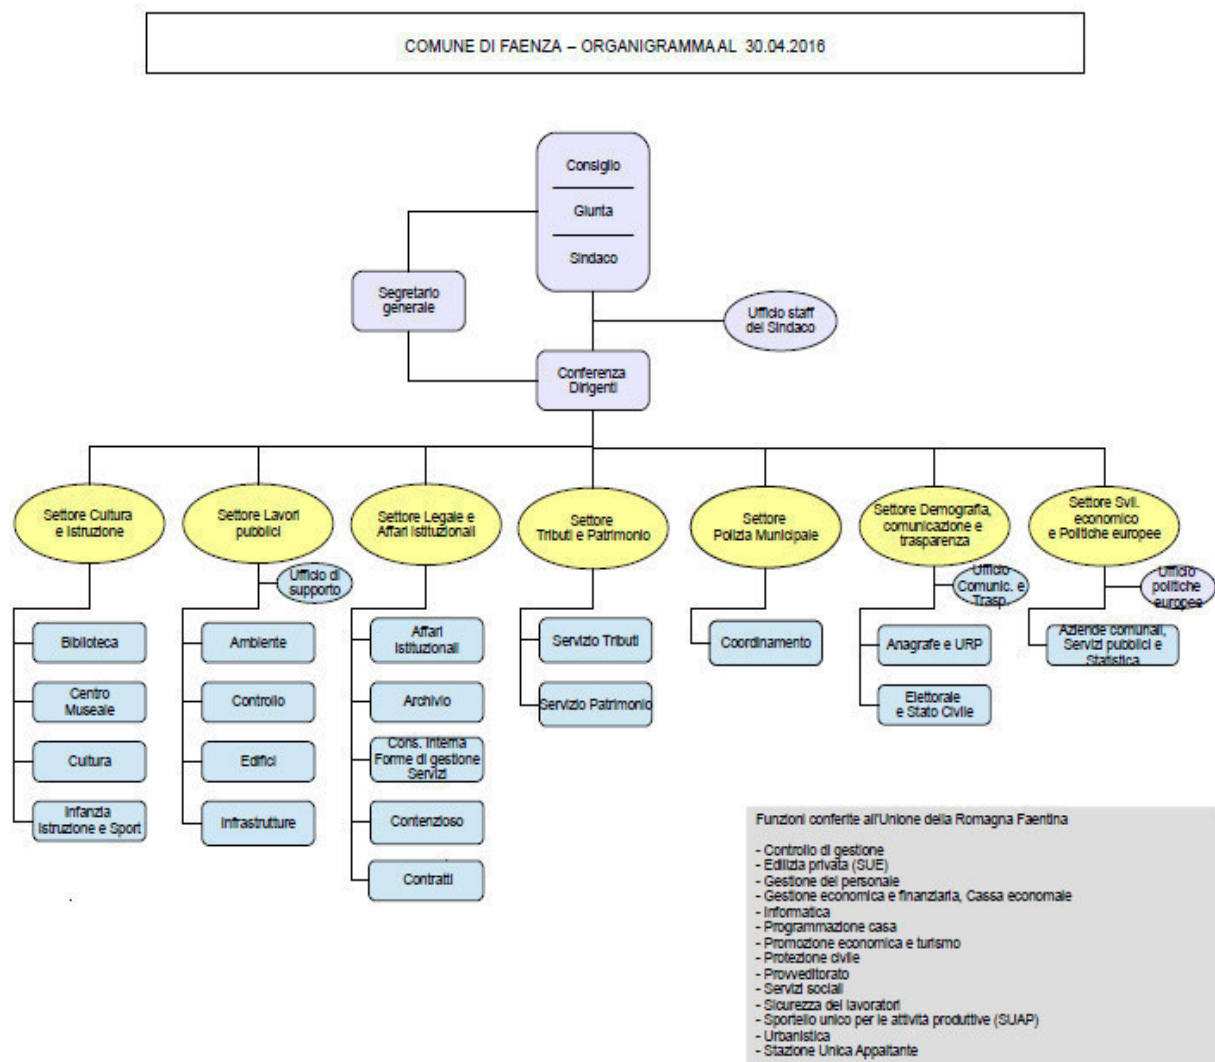 COMUNE DI FAENZA – ORGANIGRAMMA AL 30.04.2016
Consiglio
Giunta
Sindaco
Segretario
generale
Ufficio staff
del Sindaco
Conferenza
Dirigenti
Settore Cultura
e Istruzione
Settore Lavori
pubblici
Settore Legale e
Affari Istituzionali
Settore
Tributi e Patrimonio
Settore
Polizia Municipale
Settore Demografia,
comunicazione e
trasparenza
Settore Svil.
economico
e Politiche europee
Ufficio di
supporto
Ufficio
Comunic. e
Trasp.
Ufficio
politiche
europee
Biblioteca
Centro
Museale
Cultura
Infanzia
Istruzione e Sport
Ambiente
Controllo
Edifici
Infrastrutture
Affari
Istituzionali
Archivio
Cons. Interna
Forme di gestione
Servizi
Contenzioso
Contratti
Servizio Tributi
Servizio Patrimonio
Coordinamento
Anagrafe e URP
Elettorale
e Stato Civile
Aziende comunali,
Servizi pubblici e
Statistica
Funzioni conferite all'Unione della Romagna Faentina
- Controllo di gestione
- Edilizia privata (SUE)
- Gestione del personale
- Gestione economica e finanziaria, Cassa economale
- Informatica
- Programmazione casa
- Promozione economica e turismo
- Protezione civile
- Provveditorato
- Servizi sociali
- Sicurezza dei lavoratori
- Sportello unico per le attività produttive (SUAP)
- Urbanistica
- Stazione Unica Appaltante